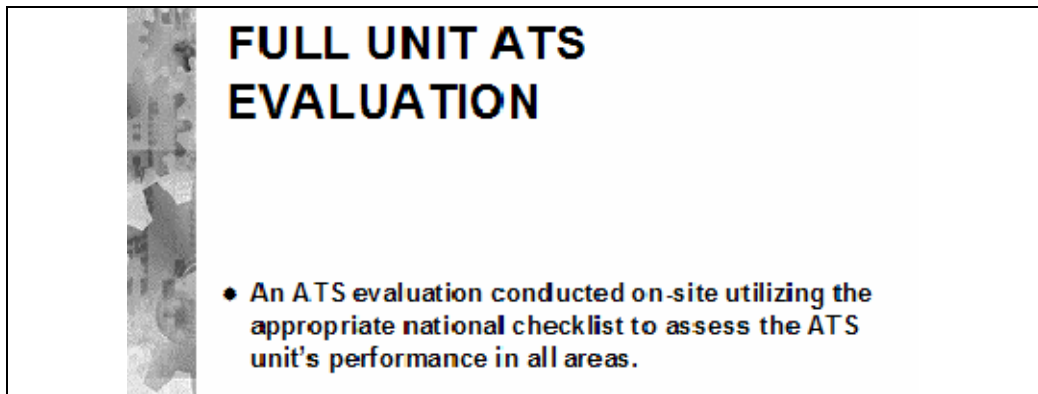 FULL UNIT ATS
EVALUATION
● An ATS evaluation conducted on-site utilizing the
appropriate national checklist to assess the ATS
unit's performance in all areas.